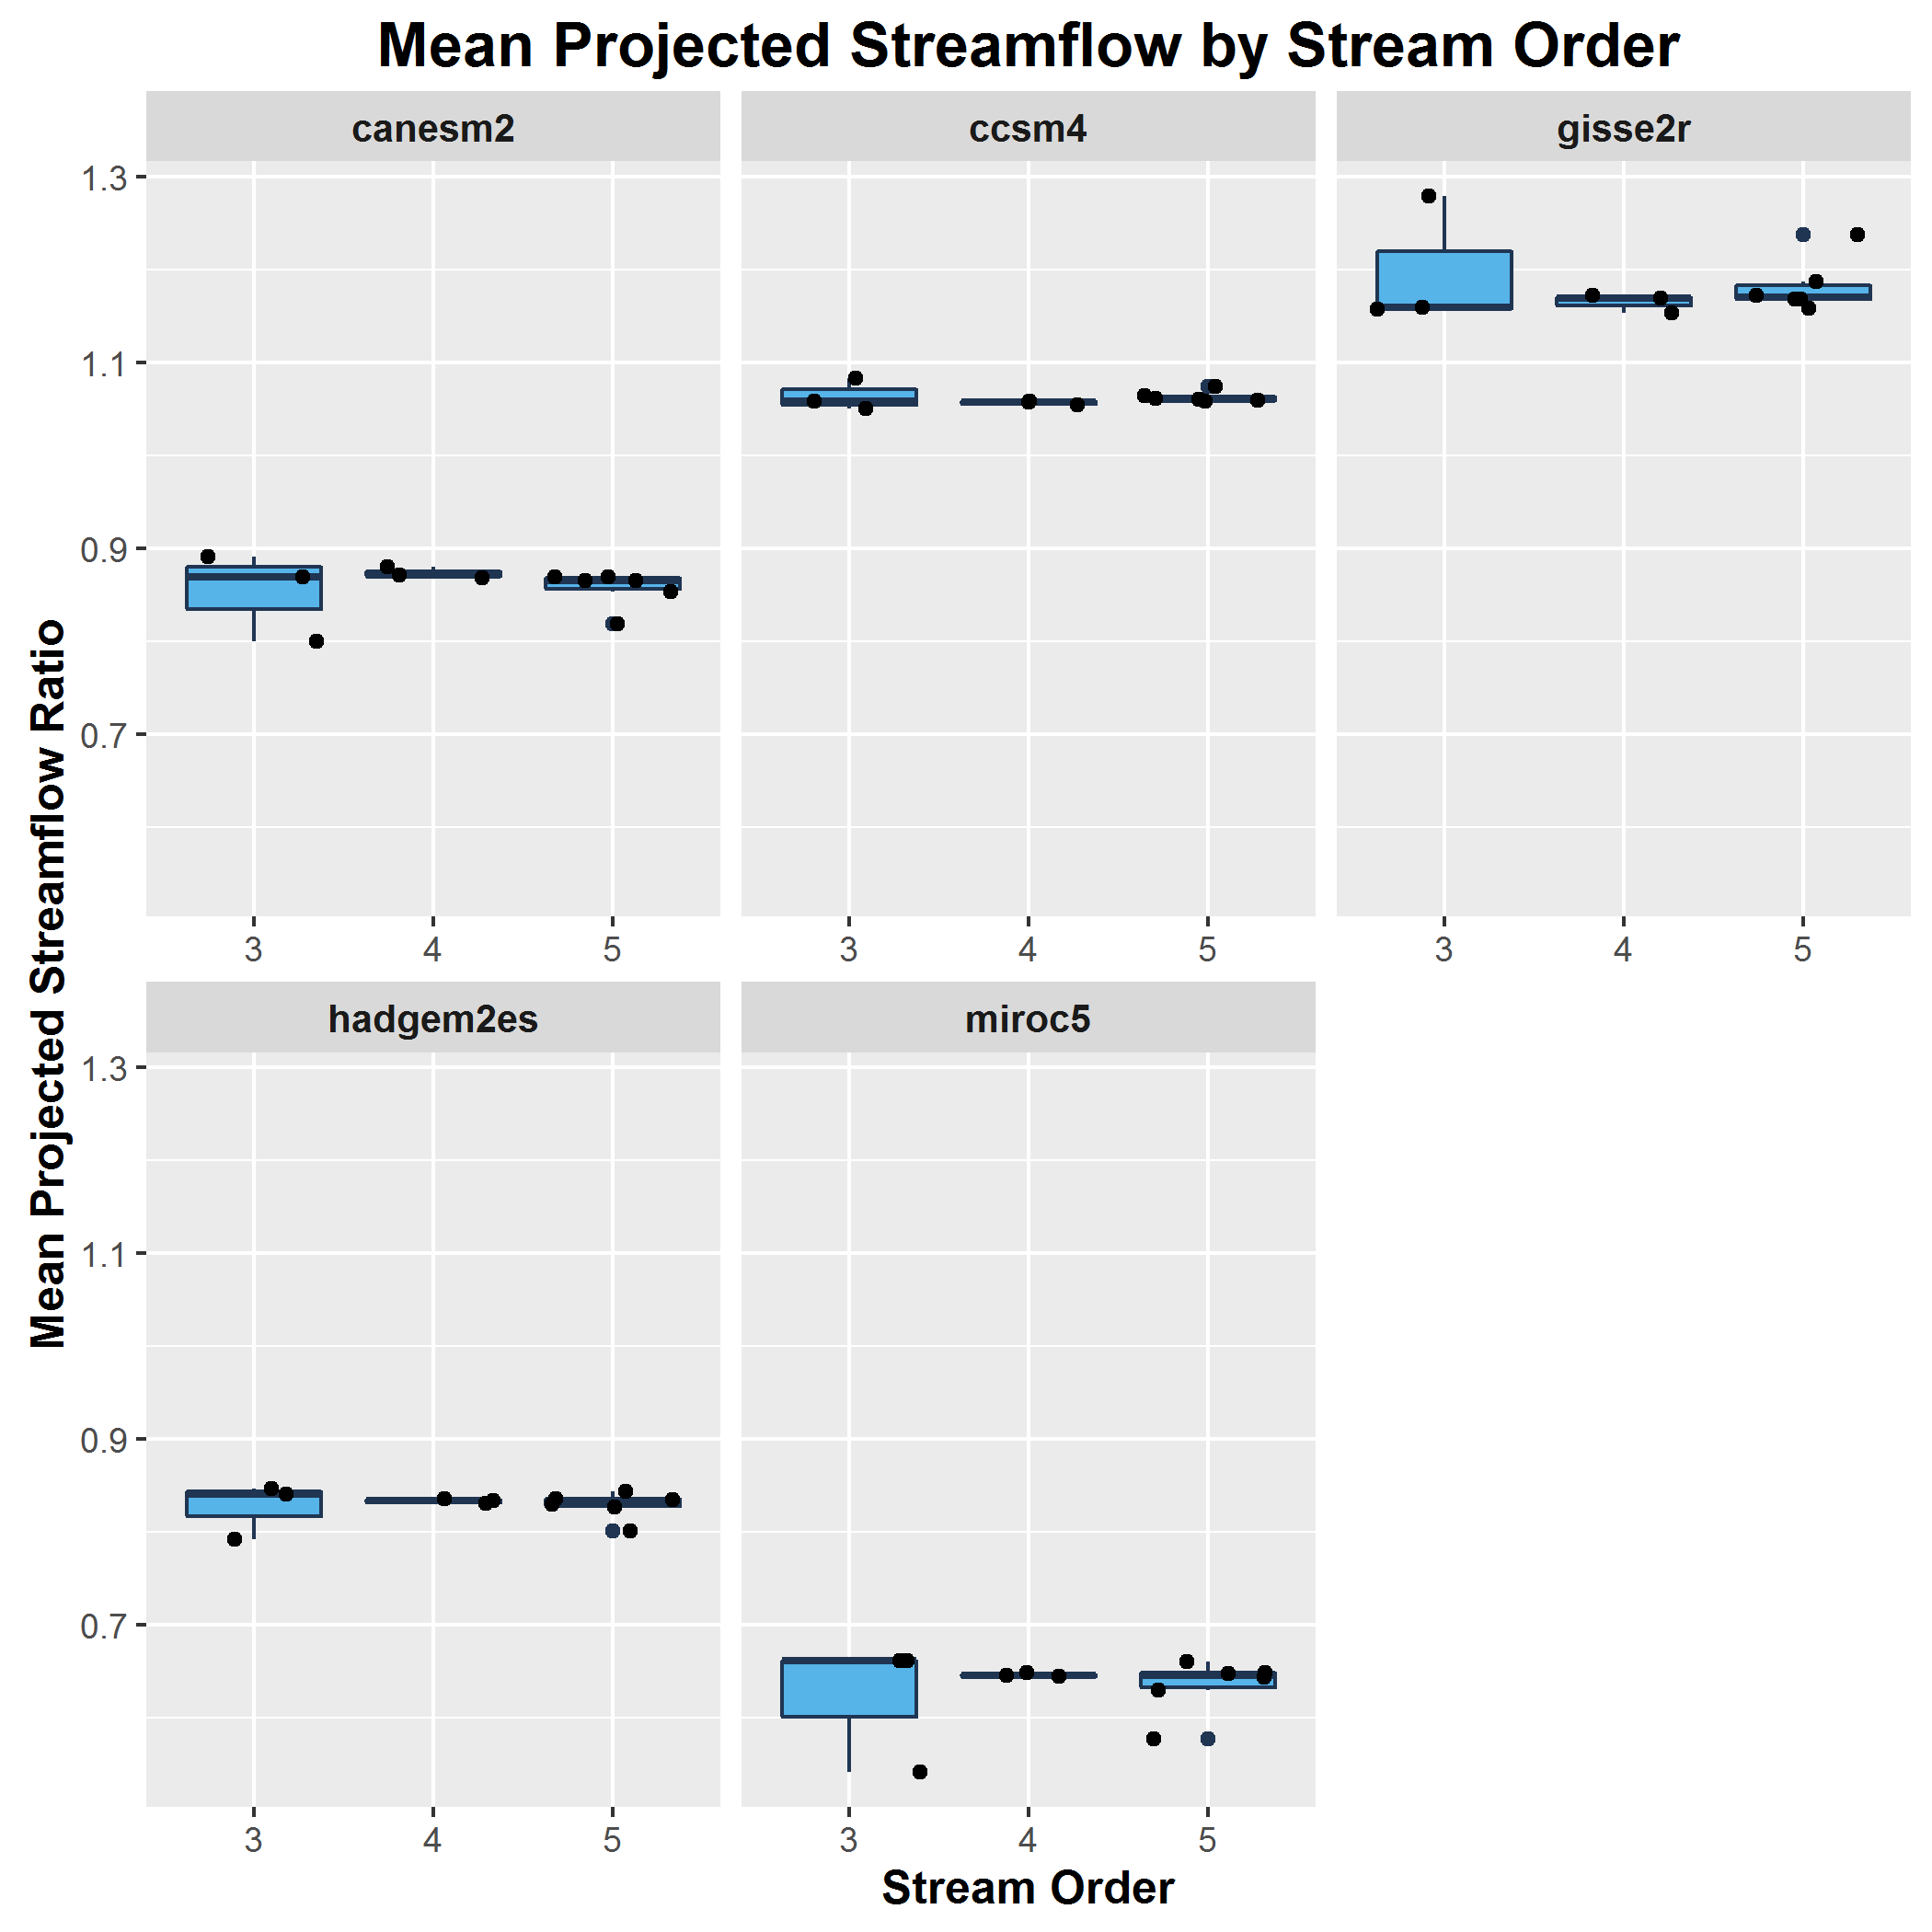 Mean Projected Streamflow by Stream Order
canesm2
ccsm4
gisse2r
1.3
1.1
0.9
0.7
3 4 5
3 4 5
3 4 5
hadgem2es
miroc5
1.3
1.1
0.9
0.7
3 4 5
3 4 5
Mean Projected Streamflow Ratio
Stream Order